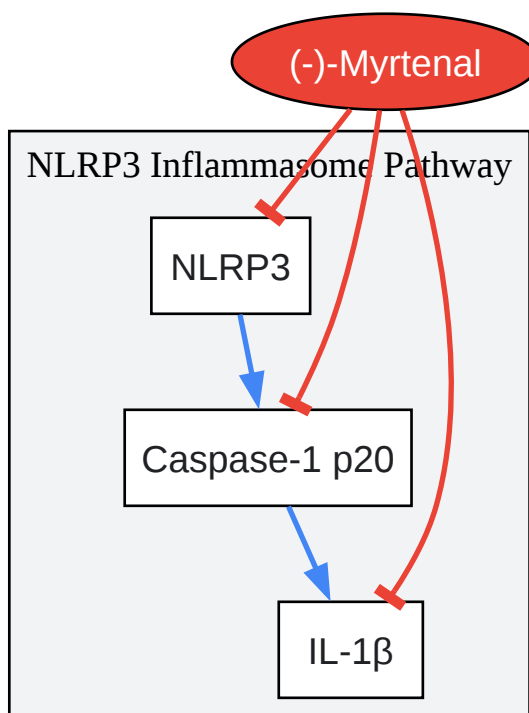 (-)-Myrtenal
NLRP3 Inflammasome Pathway
NLRP3
Caspase-1 p20
IL-1β